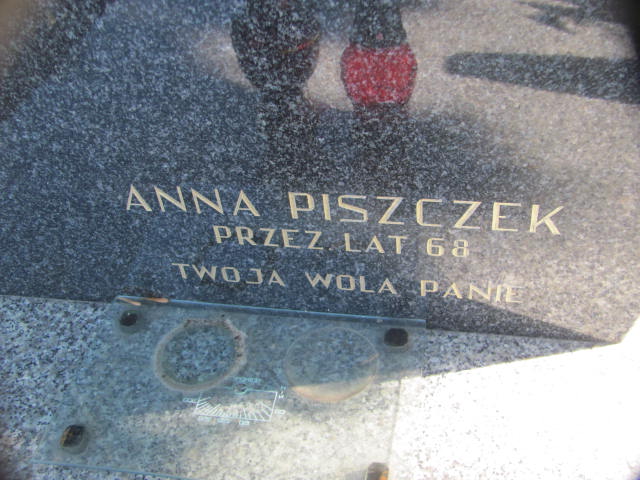 ANNA PISZCZEK
PRZEZ. LAT 68
TWOJA WOLA PANIE